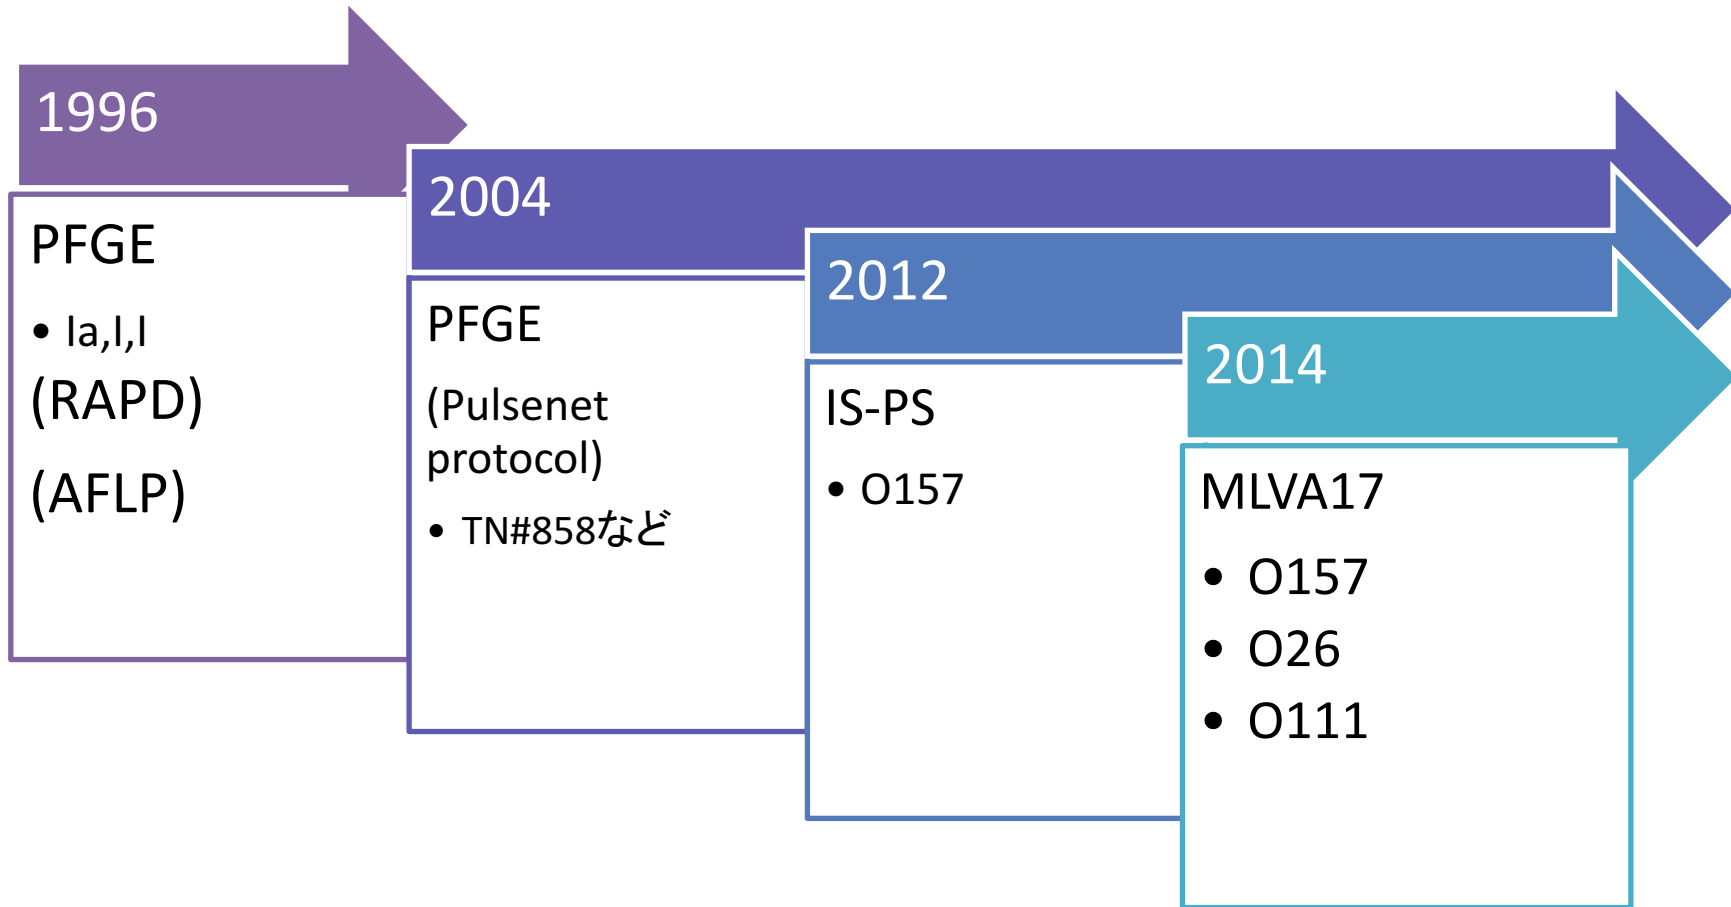 1996
PFGE
• Ia,I,I
(RAPD)
(AFLP)
2004
PFGE
(Pulsenet
protocol)
• TN#858など
2012
IS-PS
• O157
2014
MLVA17
• O157
• O26
• O111